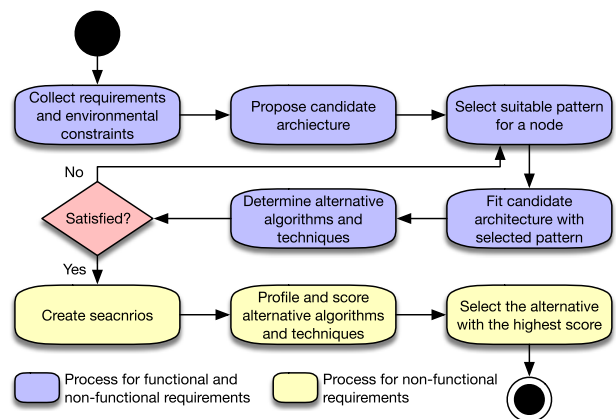 Collect requirements
and environmental
constraints
Propose candidate
archiecture
Select suitable pattern
for a node
No
Satisfied?
Determine alternative
algorithms and
techniques
Fit candidate
architecture with
selected pattern
Yes
Create seacnrios
Profile and score
alternative algorithms
and techniques
Select the alternative
with the highest score
Process for functional and
non-functional requirements
Process for non-functional
requirements